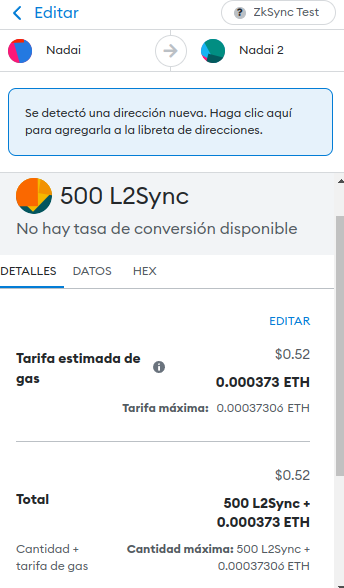 Editar
ZkSync Test
Nadai
Nadai 2
Se detectó una dirección nueva. Haga clic aquí
para agregarla a la libreta de direcciones.
500 L2Sync
No hay tasa de conversión disponible
DETALLES DATOS HEX
EDITAR
Tarifa estimada de
gas
$0.52
0.000373 ETH
Tarifa máxima: 0.00037306 ETH
$0.52
Total
500 L2Sync +
0.000373 ETH
Cantidad +
tarifa de gas
Cantidad máxima: 500 L2Sync +
0.00037306 ETH